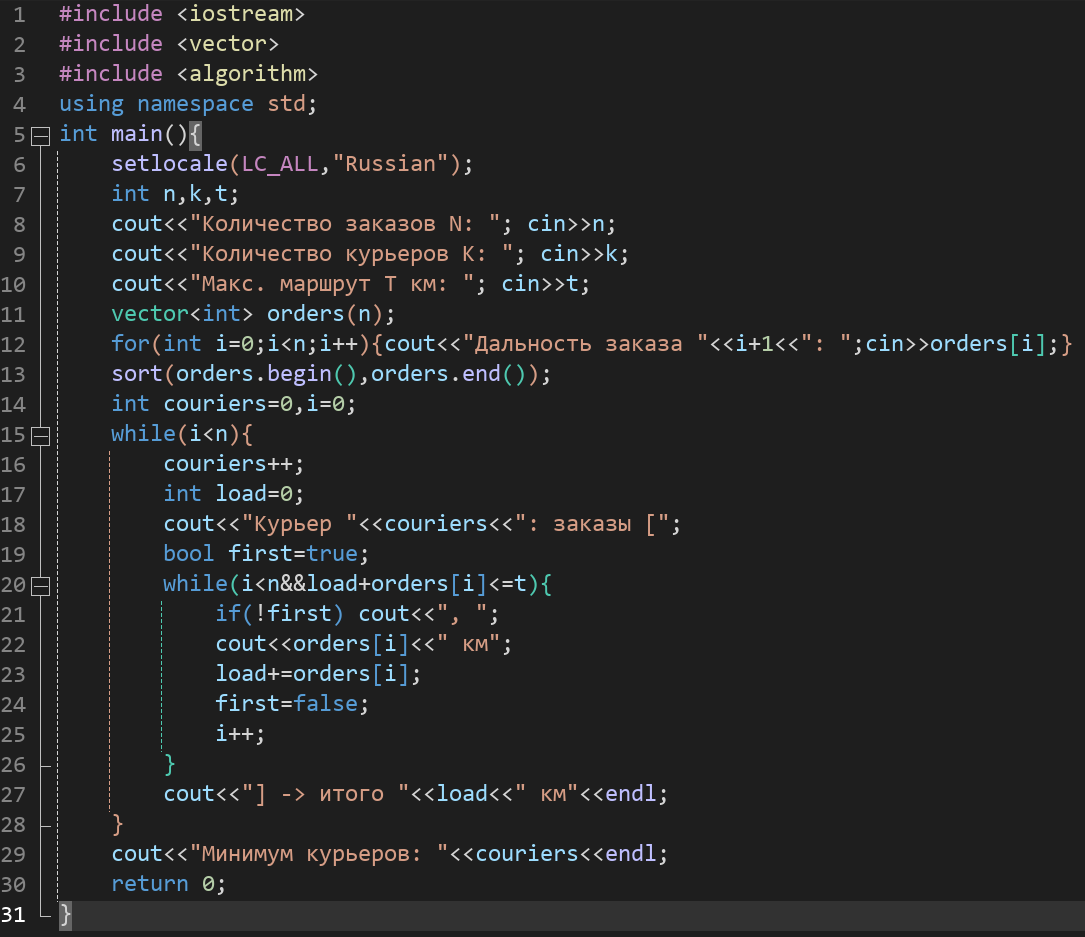 1 #include <iostream>
2 #include <vector>
3 #include <algorithm>
4 using namespace std;
5 int main(){
6     setlocale(LC_ALL,"Russian");
7     int n,k,t;
8     cout<<"Количество заказов N: "; cin>>n;
9     cout<<"Количество курьеров K: "; cin>>k;
10     cout<<"Макс. маршрут T км: "; cin>>t;
11     vector<int> orders(n);
12     for(int i=0;i<n;i++){cout<<"Дальность заказа "<<i+1<<": ";cin>>orders[i];}
13     sort(orders.begin(),orders.end());
14     int couriers=0,i=0;
15     while(i<n){
16         couriers++;
17         int load=0;
18         cout<<"Курьер "<<couriers<<": заказы [";
19         bool first=true;
20         while(i<n&&load+orders[i]<=t){
21             if(!first) cout<<", ";
22             cout<<orders[i]<<" км";
23             load+=orders[i];
24             first=false;
25             i++;
26         }
27         cout<<"] -> итого "<<load<<" км"<<endl;
28     }
29     cout<<"Минимум курьеров: "<<couriers<<endl;
30     return 0;
31 }